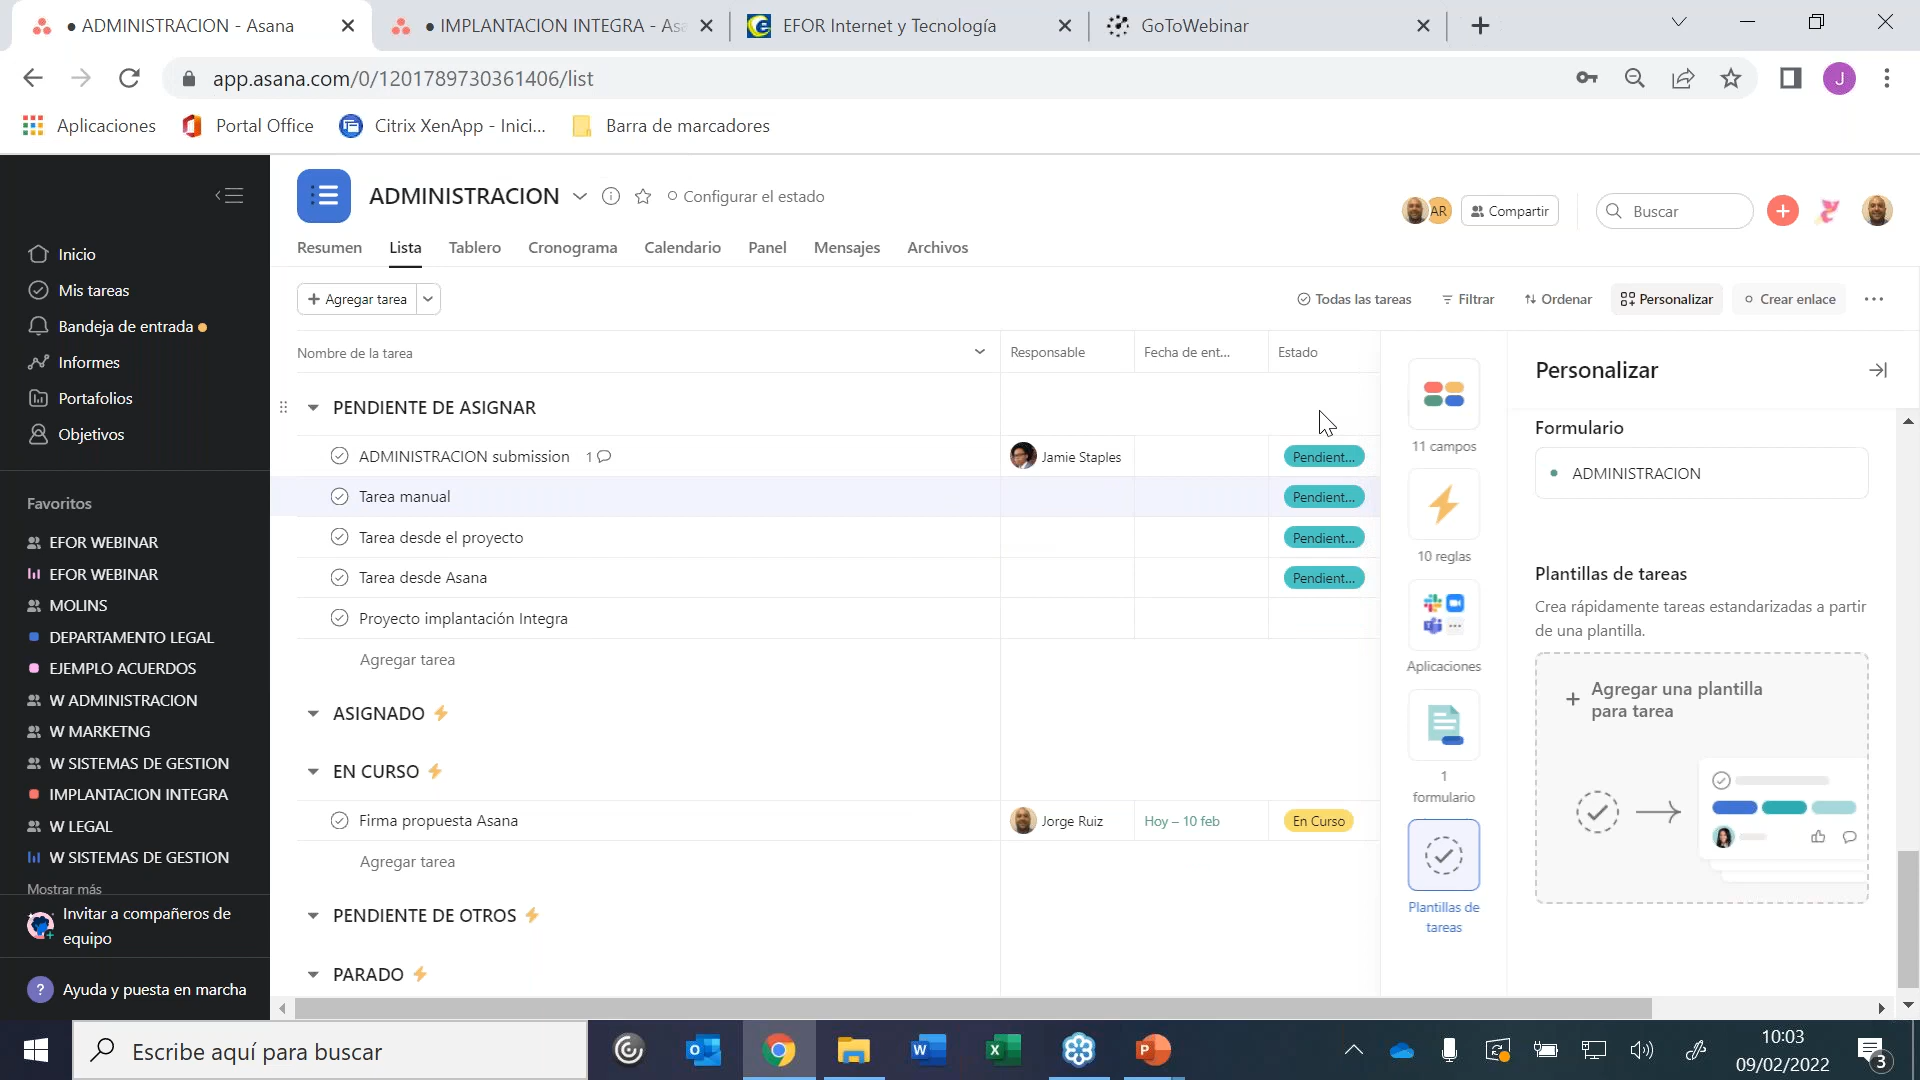 • ADMINISTRACION - Asana
• IMPLANTACION INTEGRA - Asa
EFOR Internet y Tecnología
GoToWebinar
app.asana.com/0/1201789730361406/list
J
Aplicaciones
Portal Office
Citrix XenApp - Inici...
Barra de marcadores
ADMINISTRACION
Configurar el estado
AR
Compartir
Buscar
Resumen
Lista
Tablero
Cronograma
Calendario
Panel
Mensajes
Archivos
Inicio
Mis tareas
Bandeja de entrada
Informes
Portafolios
Objetivos
Favoritos
EFOR WEBINAR
EFOR WEBINAR
MOLINS
DEPARTAMENTO LEGAL
EJEMPLO ACUERDOS
W ADMINISTRACION
W MARKETNG
W SISTEMAS DE GESTION
IMPLANTACION INTEGRA
W LEGAL
W SISTEMAS DE GESTION
Mostrar más
Invitar a compañeros de
equipo
? Ayuda y puesta en marcha
+ Agregar tarea
Todas las tareas
Filtrar
Ordenar
Personalizar
Crear enlace
Nombre de la tarea
Responsable
Fecha de ent...
Estado
PENDIENTE DE ASIGNAR
ADMINISTRACION submission 1
Jamie Staples
Pendient...
Tarea manual
Pendient...
Tarea desde el proyecto
Pendient...
Tarea desde Asana
Pendient...
Proyecto implantación Integra
Agregar tarea
ASIGNADO
EN CURSO
Firma propuesta Asana
Jorge Ruiz
Hoy – 10 feb
En Curso
Agregar tarea
PENDIENTE DE OTROS
PARADO
11 campos
10 reglas
Aplicaciones
1
formulario
Plantillas de
tareas
Personalizar
Formulario
ADMINISTRACION
Plantillas de tareas
Crea rápidamente tareas estandarizadas a partir
de una plantilla.
+ Agregar una plantilla
para tarea
Escribe aquí para buscar
10:03
09/02/2022
3